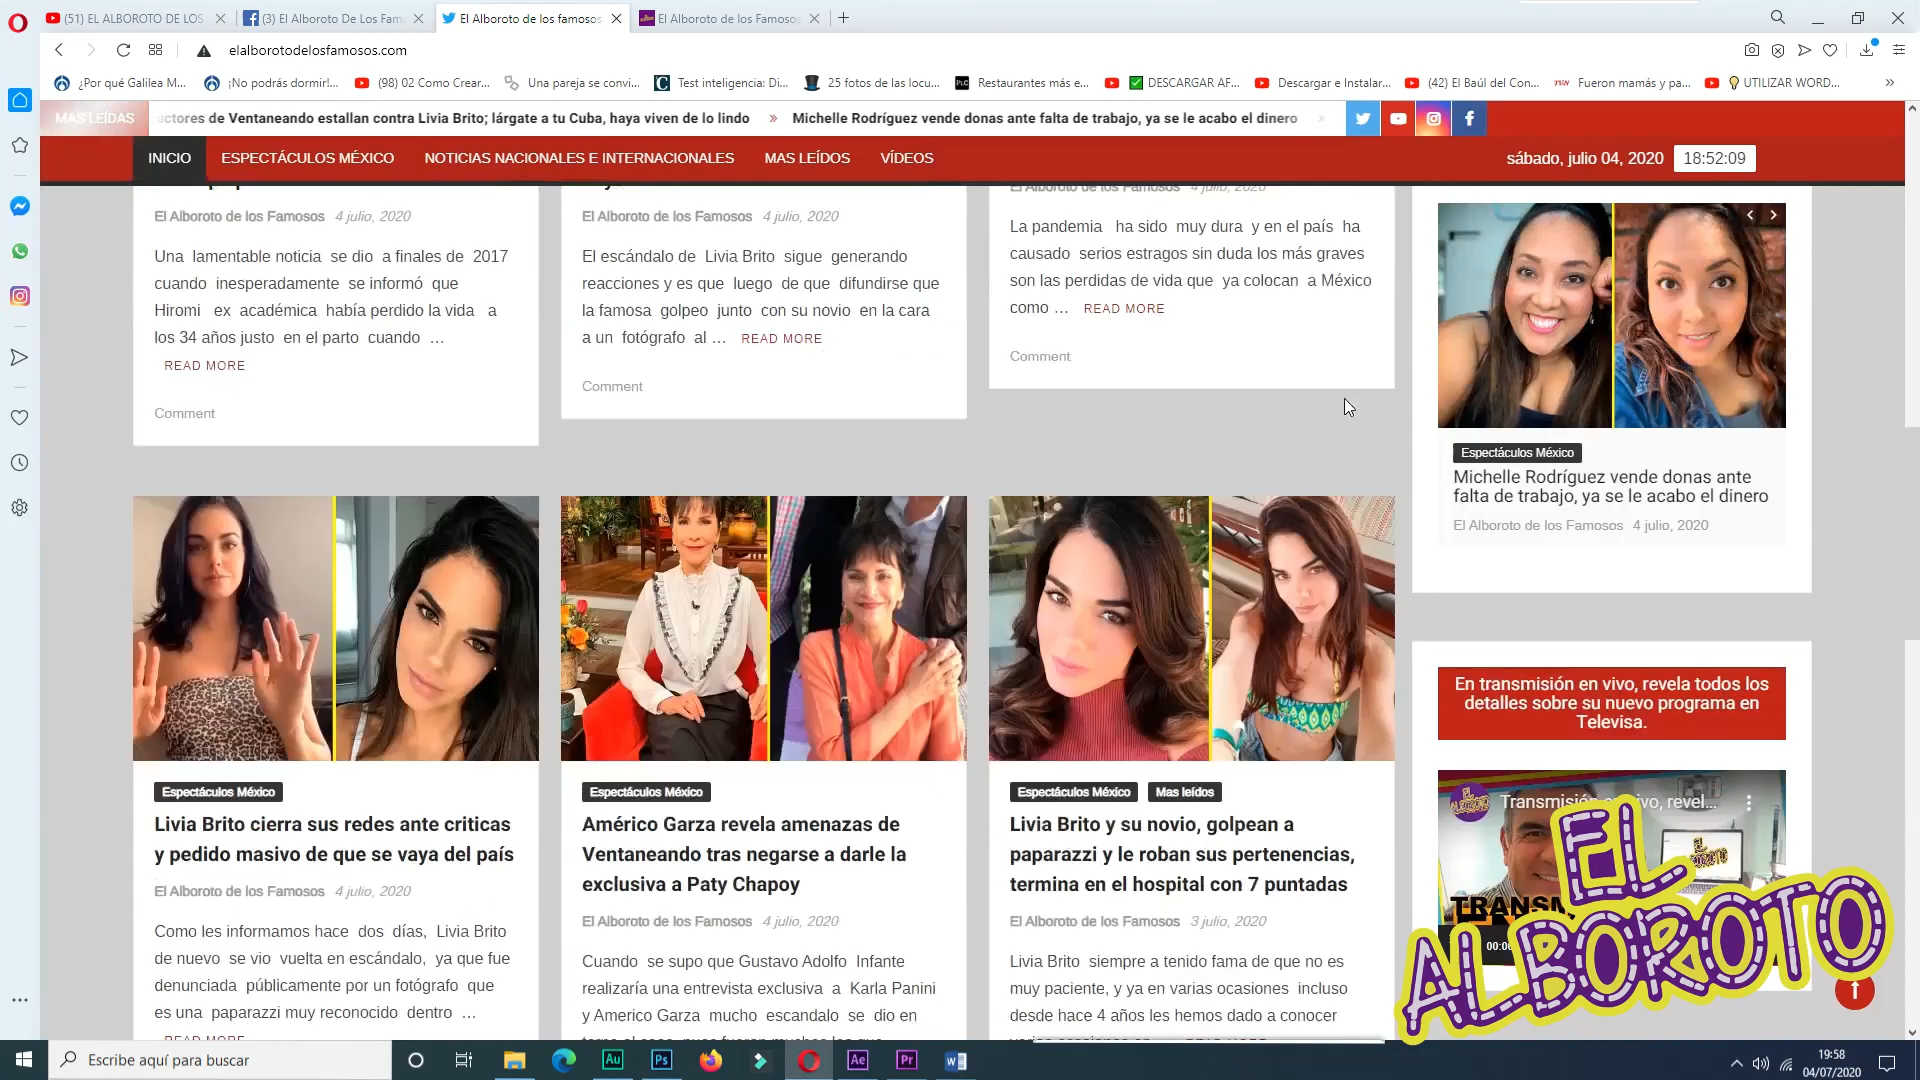 (51) EL ALBOROTO DE LOS
(3) El Alboroto De Los Fam
El Alboroto de los famosos
El Alboroto de los Famosos
elalborotodelosfamosos.com
¿Por qué Galilea M...
¡No podrás dormir!...
(98) 02 Como Crear...
Una pareja se convi...
Test inteligencia: Di...
25 fotos de las locu...
Restaurantes más e...
DESCARGAR AF...
Descargar e Instalar...
(42) El Baúl del Con...
Fueron mamás y pa...
UTILIZAR WORD...
MAS LEÍDAS
uctores de Ventaneando estallan contra Livia Brito; lárgate a tu Cuba, haya viven de lo lindo
Michelle Rodríguez vende donas ante falta de trabajo, ya se le acabo el dinero
INICIO
ESPECTÁCULOS MÉXICO
NOTICIAS NACIONALES E INTERNACIONALES
MAS LEÍDOS
VÍDEOS
sábado, julio 04, 2020
18:52:09
El Alboroto de los Famosos 4 julio, 2020
Una lamentable noticia se dio a finales de 2017
cuando inesperadamente se informó que
Hiromi ex académica había perdido la vida a
los 34 años justo en el parto cuando …
READ MORE
Comment
El Alboroto de los Famosos 4 julio, 2020
El escándalo de Livia Brito sigue generando
reacciones y es que luego de que difundirse que
la famosa golpeo junto con su novio en la cara
a un fotógrafo al … READ MORE
Comment
El Alboroto de los Famosos 4 julio, 2020
La pandemia ha sido muy dura y en el país ha
causado serios estragos sin duda los más graves
son las perdidas de vida que ya colocan a México
como … READ MORE
Comment
Espectáculos México
Michelle Rodríguez vende donas ante
falta de trabajo, ya se le acabo el dinero
El Alboroto de los Famosos 4 julio, 2020
Espectáculos México
Livia Brito cierra sus redes ante criticas
y pedido masivo de que se vaya del país
El Alboroto de los Famosos 4 julio, 2020
Como les informamos hace dos días, Livia Brito
de nuevo se vio vuelta en escándalo, ya que fue
denunciada públicamente por un fotógrafo que
es una paparazzi muy reconocido dentro …
READ MORE
Espectáculos México
Américo Garza revela amenazas de
Ventaneando tras negarse a darle la
exclusiva a Paty Chapoy
El Alboroto de los Famosos 4 julio, 2020
Cuando se supo que Gustavo Adolfo Infante
realizaría una entrevista exclusiva a Karla Panini
y Americo Garza mucho escandalo se dio en
Espectáculos México Mas leídos
Livia Brito y su novio, golpean a
paparazzi y le roban sus pertenencias,
termina en el hospital con 7 puntadas
El Alboroto de los Famosos 3 julio, 2020
Livia Brito siempre a tenido fama de que no es
muy paciente, y ya en varias ocasiones incluso
desde hace 4 años les hemos dado a conocer
En transmisión en vivo, revela todos los
detalles sobre su nuevo programa en
Televisa.
Transmisión en vivo, revel...
EL
ALBOROTO
Escribe aquí para buscar
19:58
04/07/2020